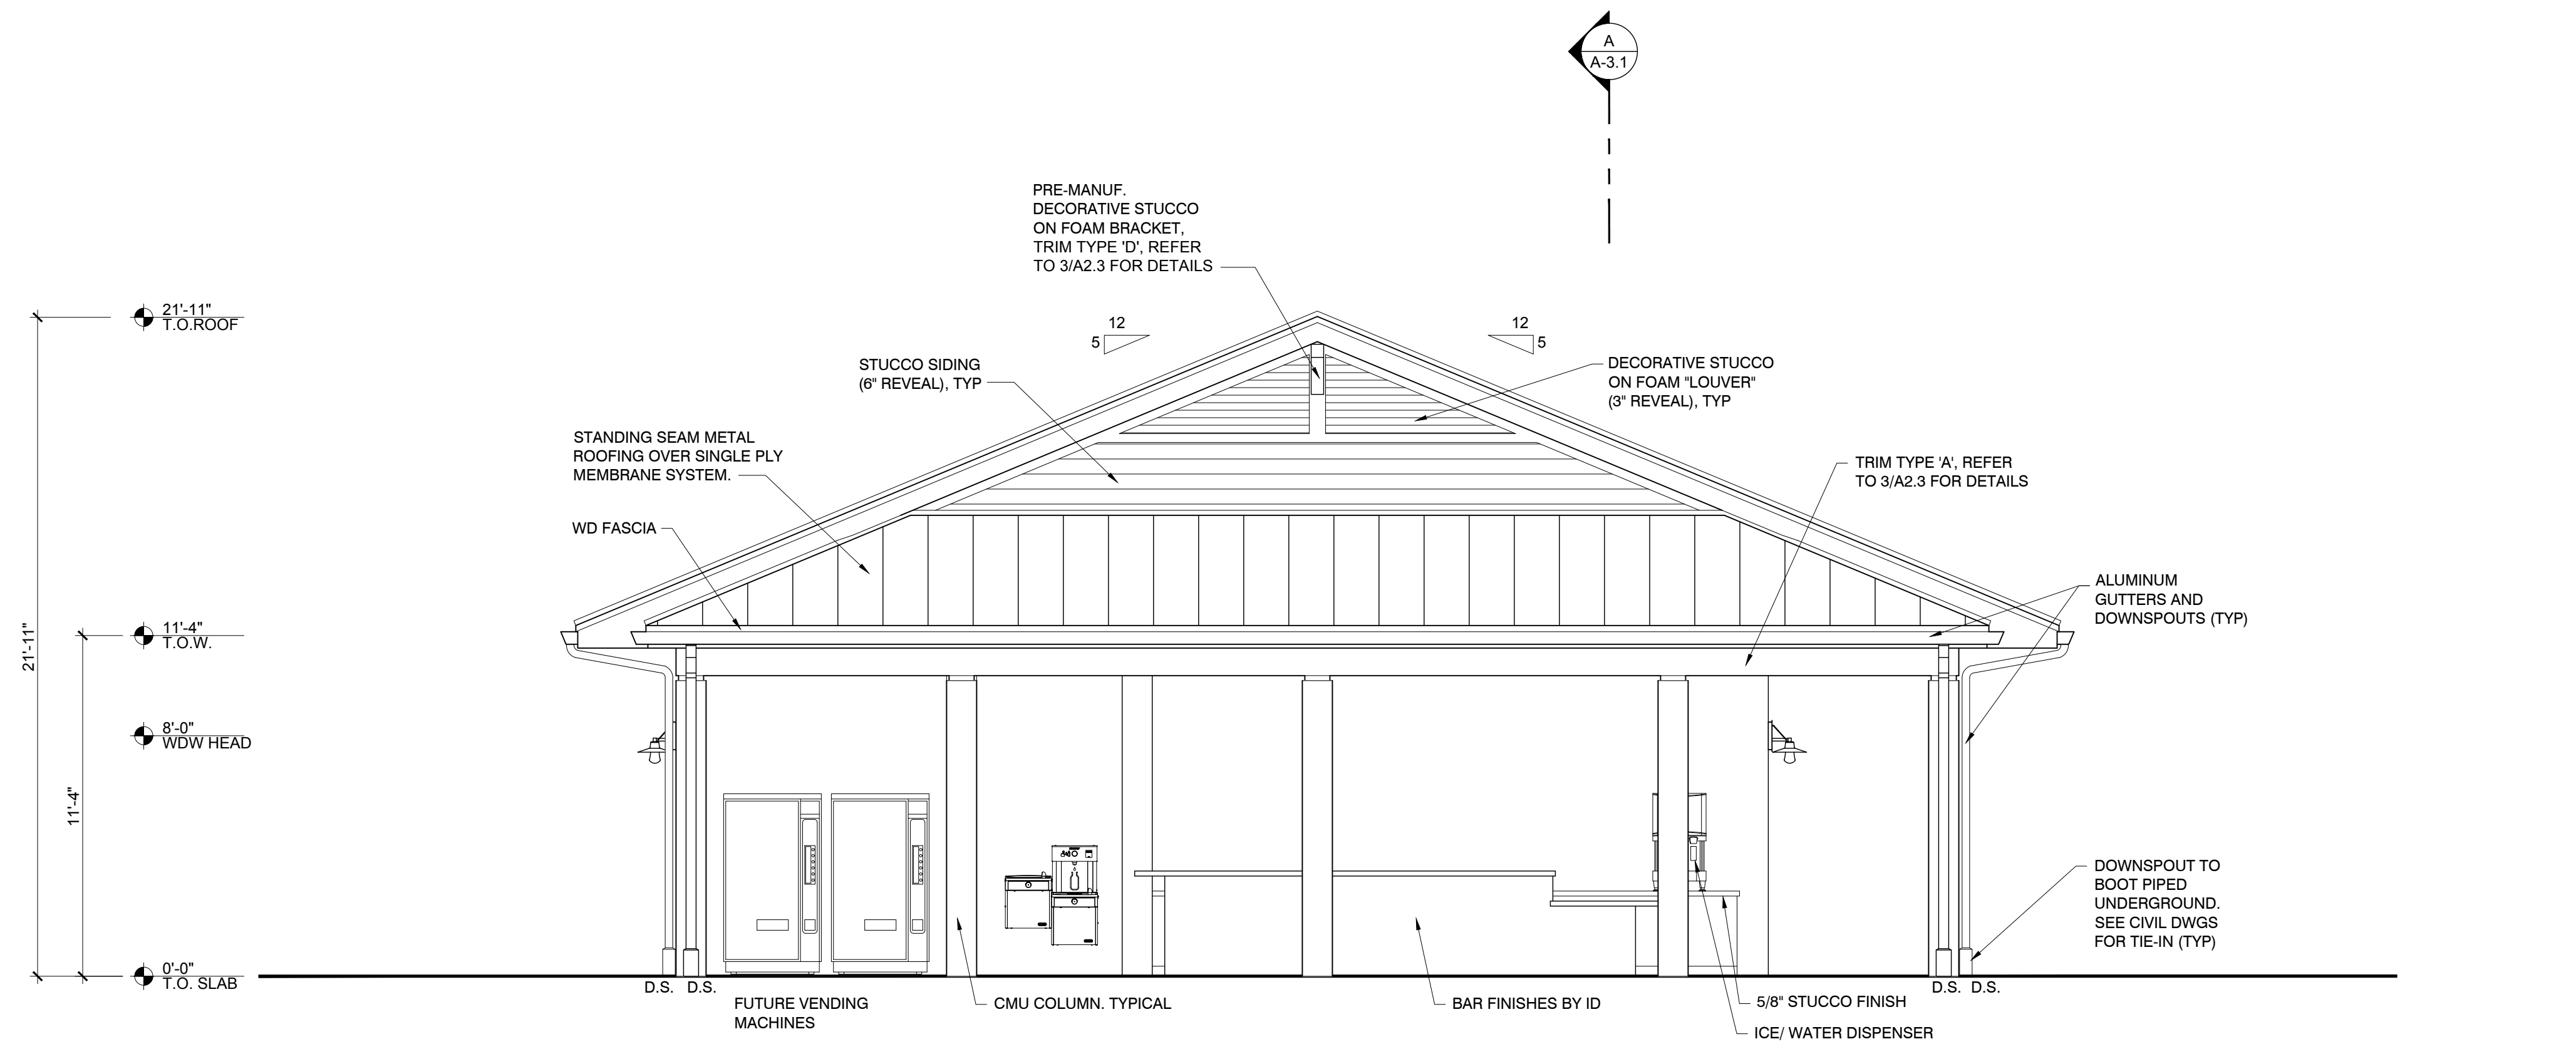 A
A-3.1
PRE-MANUF.
DECORATIVE STUCCO
ON FOAM BRACKET,
TRIM TYPE 'D', REFER
TO 3/A2.3 FOR DETAILS
21'-11"
T.O.ROOF
12
5
12
5
STUCCO SIDING
(6" REVEAL), TYP
DECORATIVE STUCCO
ON FOAM "LOUVER"
(3" REVEAL), TYP
STANDING SEAM METAL
ROOFING OVER SINGLE PLY
MEMBRANE SYSTEM.
TRIM TYPE 'A', REFER
TO 3/A2.3 FOR DETAILS
WD FASCIA
ALUMINUM
GUTTERS AND
DOWNSPOUTS (TYP)
11'-4"
T.O.W.
21'-11"
8'-0"
WDW HEAD
11'-4"
DOWNSPOUT TO
BOOT PIPED
UNDERGROUND.
SEE CIVIL DWGS
FOR TIE-IN (TYP)
0'-0"
T.O. SLAB
D.S.
D.S.
D.S.
D.S.
FUTURE VENDING
MACHINES
CMU COLUMN. TYPICAL
BAR FINISHES BY ID
5/8" STUCCO FINISH
ICE/ WATER DISPENSER